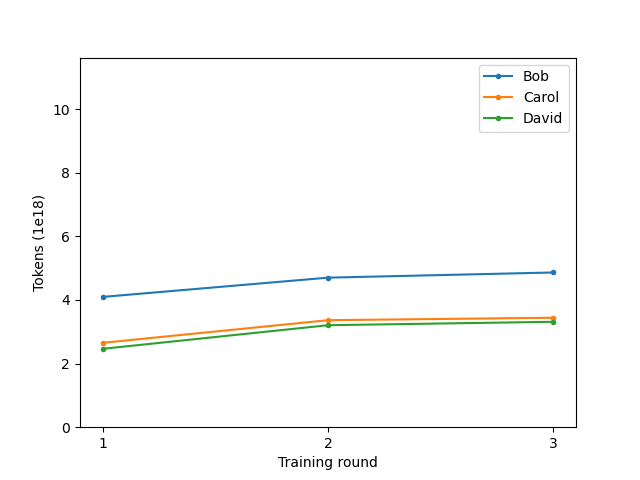 Bob
Carol
David
10
8
6
4
2
0
Tokens (1e18)
1 2 3
Training round